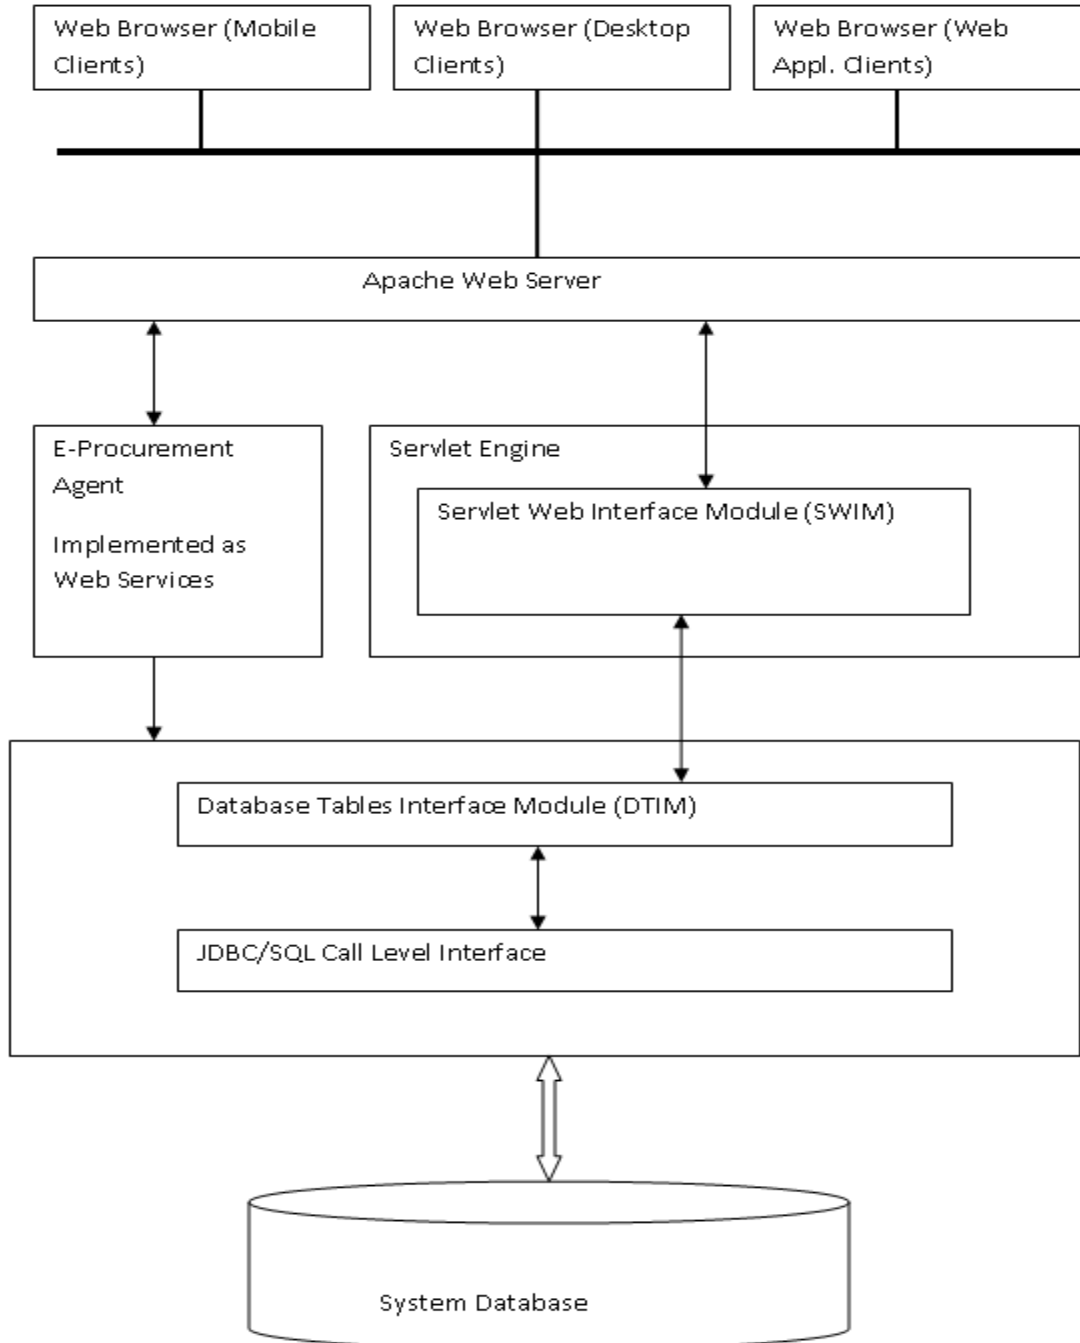 Web Browser (Mobile
Clients)
Web Browser (Desktop
Clients)
Web Browser (Web
Appl. Clients)
Apache Web Server
E-Procurement
Agent
Implemented as
Web Services
Servlet Engine
Servlet Web Interface Module (SWIM)
Database Tables Interface Module (DTIM)
JDBC/SQL Call Level Interface
System Database